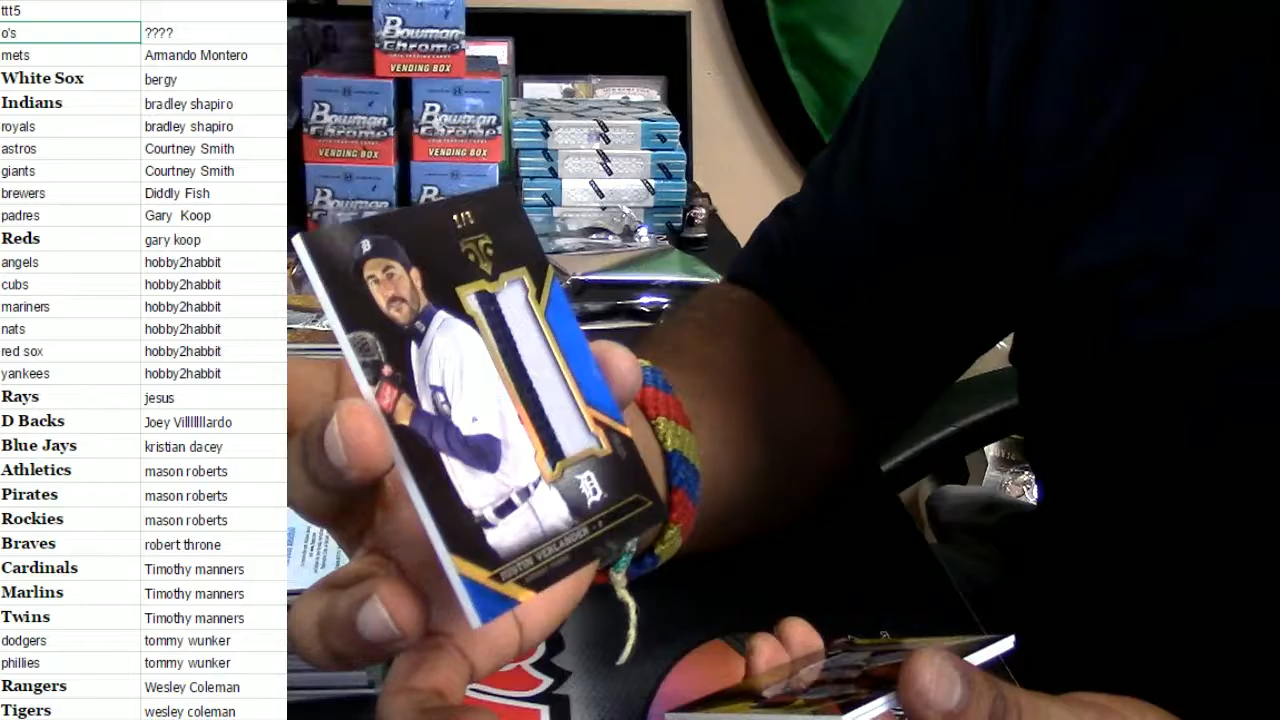 ttt5
o's ????
mets Armando Montero
White Sox bergy
Indians bradley shapiro
royals bradley shapiro
astros Courtney Smith
giants Courtney Smith
brewers Diddly Fish
padres Gary Koop
Reds gary koop
angels hobby2habbit
cubs hobby2habbit
mariners hobby2habbit
nats hobby2habbit
red sox hobby2habbit
yankees hobby2habbit
Rays jesus
D Backs Joey Villlllllardo
Blue Jays kristian dacey
Athletics mason roberts
Pirates mason roberts
Rockies mason roberts
Braves robert throne
Cardinals Timothy manners
Marlins Timothy manners
Twins Timothy manners
dodgers tommy wunker
phillies tommy wunker
Rangers Wesley Coleman
Tigers wesley coleman
Bowman
Chrome
VENDING BOX
Bowman
Chrome
VENDING BOX
Bowman
Chrome
VENDING BOX
Bowman
Bowman
D
D
JUSTIN VERLANDER - P